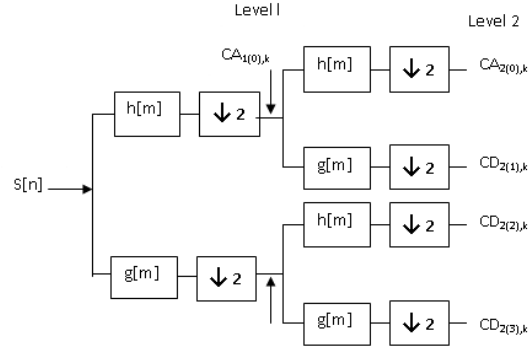 Level l
Level 2
CA1(0),k
h[m]
↓ 2
CA2(0),k
h[m]
↓ 2
g[m]
↓ 2
CD2(1),k
S[n]
h[m]
↓ 2
CD2(2),k
g[m]
↓ 2
g[m]
↓ 2
CD2(3),k